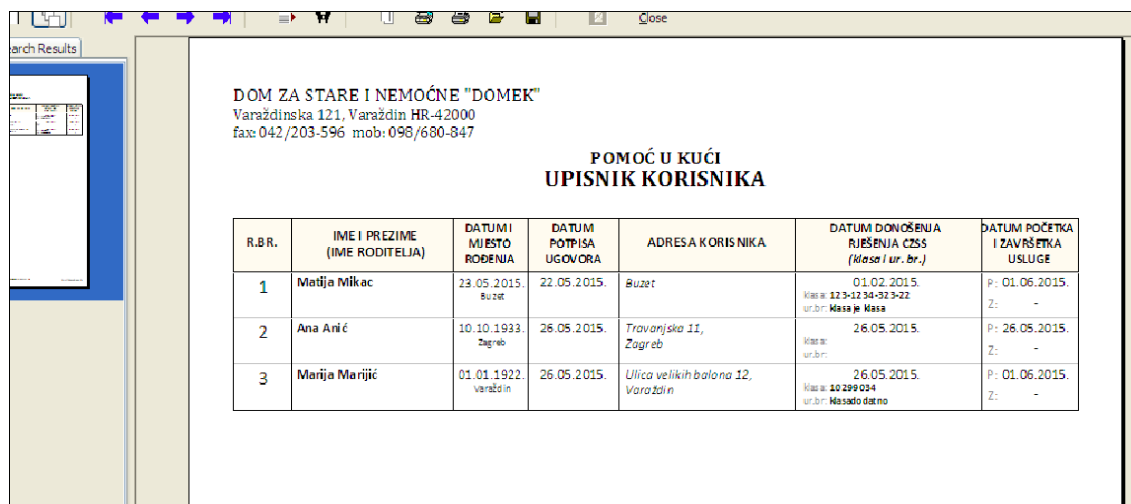 Close
earch Results
DOM ZA STARE I NEMOĆNE "DOMEK"
Varaždinska 121, Varaždin HR-42000
fax: 042/203-596 mob: 098/680-847
POMOĆ U KUĆI
UPISNIK KORISNIKA
R.BR. IME I PREZIME (IME RODITELJA) DATUM I MJESTO ROĐENJA DATUM POTPISA UGOVORA ADRESA KORISNIKA DATUM DONOŠENJA RJEŠENJA CZSS (klasa i ur. br.) DATUM POČETKA I ZAVRŠETKA USLUGE
1 Matija Mikac 23.05.2015. 22.05.2015. Buzet 01.02.2015. P: 01.06.2015.
Buzet klasa: 123-1234-323-22 Z: -
ur.br: klasa je klasa
2 Ana Anić 10.10.1933. 26.05.2015. Travanjska 11, 26.05.2015. P: 26.05.2015.
Zagreb Zagreb klasa: Z: -
ur.br:
3 Marija Marijić 01.01.1922. 26.05.2015. Ulica velikih balona 12, 26.05.2015. P: 01.06.2015.
Varaždin Varaždin klasa: 10299034 Z: -
ur.br: klasado datno